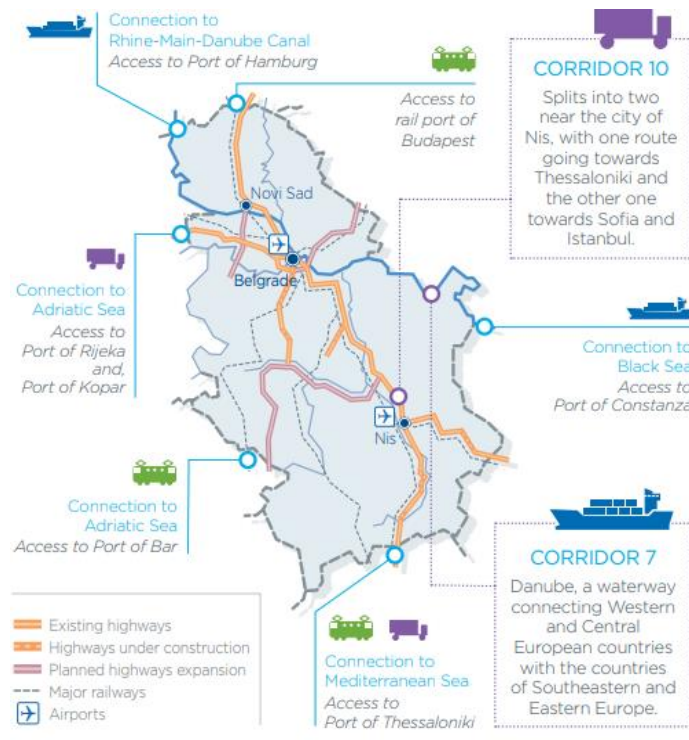 Connection to
Rhine-Main-Danube Canal
Access to Port of Hamburg
Access to
rail port of
Budapest
CORRIDOR 10
Splits into two
near the city of
Nis, with one route
going towards
Thessaloniki and
the other one
towards Sofia and
Istanbul.
Novi Sad
Belgrade
Connection to
Adriatic Sea
Access to
Port of Rijeka
and,
Port of Kopar
Connection to
Black Sea
Access to
Port of Constanza
Nis
Connection to
Adriatic Sea
Access to Port of Bar
CORRIDOR 7
Danube, a waterway
connecting Western
and Central
European countries
with the countries
of Southeastern and
Eastern Europe.
Existing highways
Highways under construction
Planned highways expansion
Major railways
Airports
Connection to
Mediterranean Sea
Access to
Port of Thessaloniki